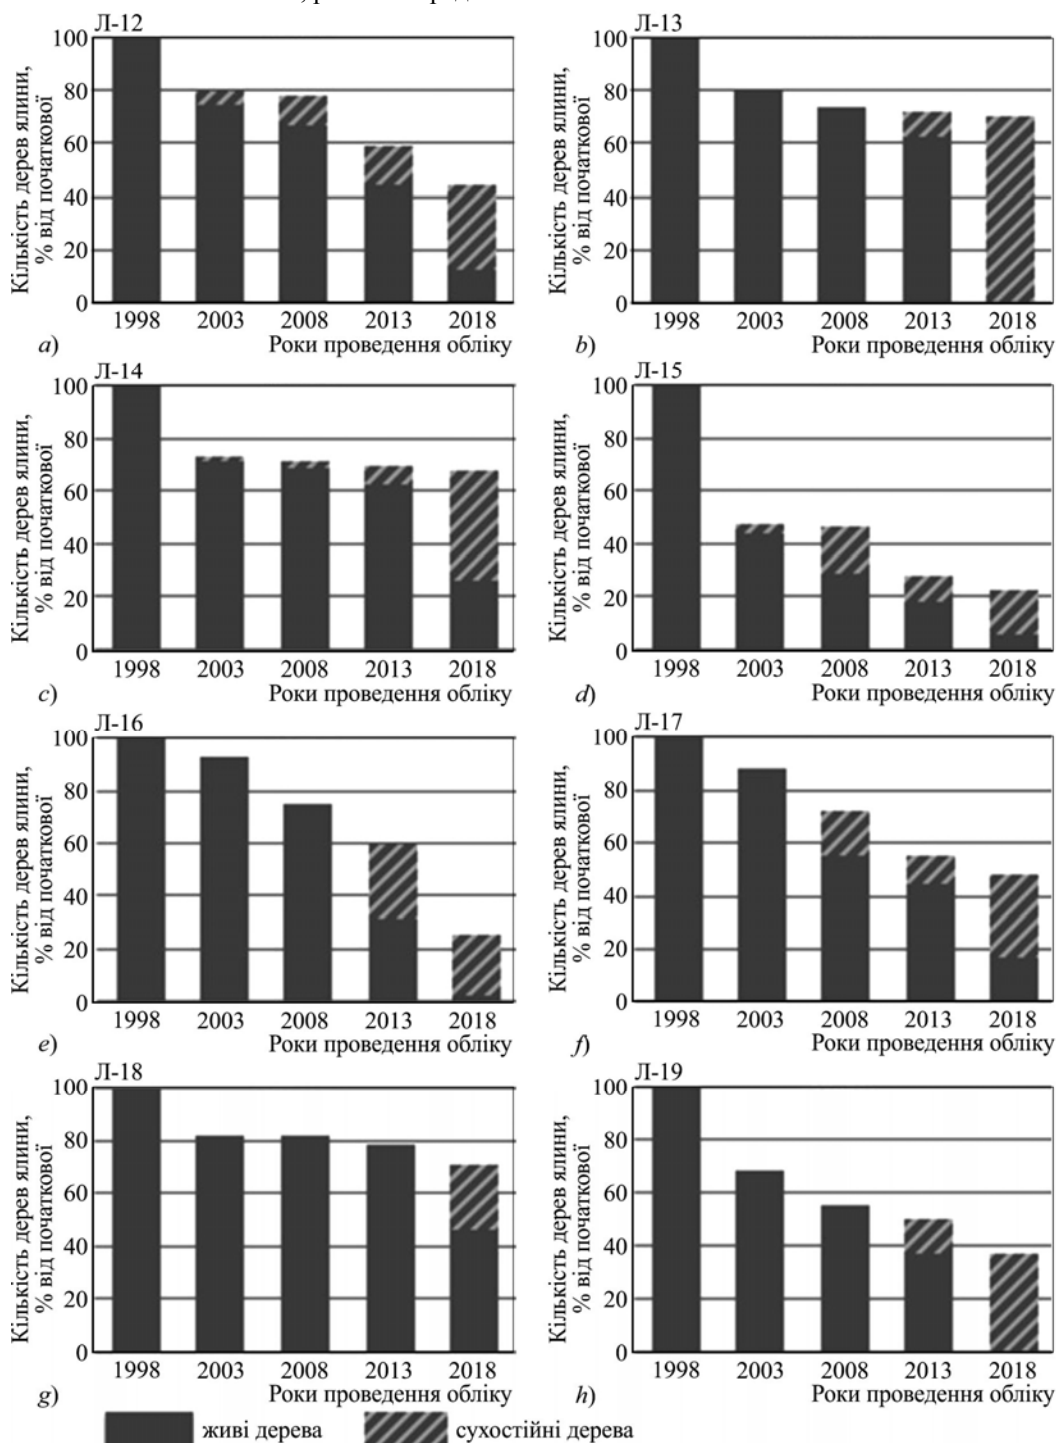 Л-12
Кількість дерев ялини,
% від початкової
100
80
60
40
20
0
1998 2003 2008 2013 2018
a) Роки проведення обліку
Л-13
Кількість дерев ялини,
% від початкової
100
80
60
40
20
0
1998 2003 2008 2013 2018
b) Роки проведення обліку
Л-14
Кількість дерев ялини,
% від початкової
100
80
60
40
20
0
1998 2003 2008 2013 2018
c) Роки проведення обліку
Л-15
Кількість дерев ялини,
% від початкової
100
80
60
40
20
0
1998 2003 2008 2013 2018
d) Роки проведення обліку
Л-16
Кількість дерев ялини,
% від початкової
100
80
60
40
20
0
1998 2003 2008 2013 2018
e) Роки проведення обліку
Л-17
Кількість дерев ялини,
% від початкової
100
80
60
40
20
0
1998 2003 2008 2013 2018
f) Роки проведення обліку
Л-18
Кількість дерев ялини,
% від початкової
100
80
60
40
20
0
1998 2003 2008 2013 2018
g) Роки проведення обліку
Л-19
Кількість дерев ялини,
% від початкової
100
80
60
40
20
0
1998 2003 2008 2013 2018
h) Роки проведення обліку
живі дерева сухостійні дерева